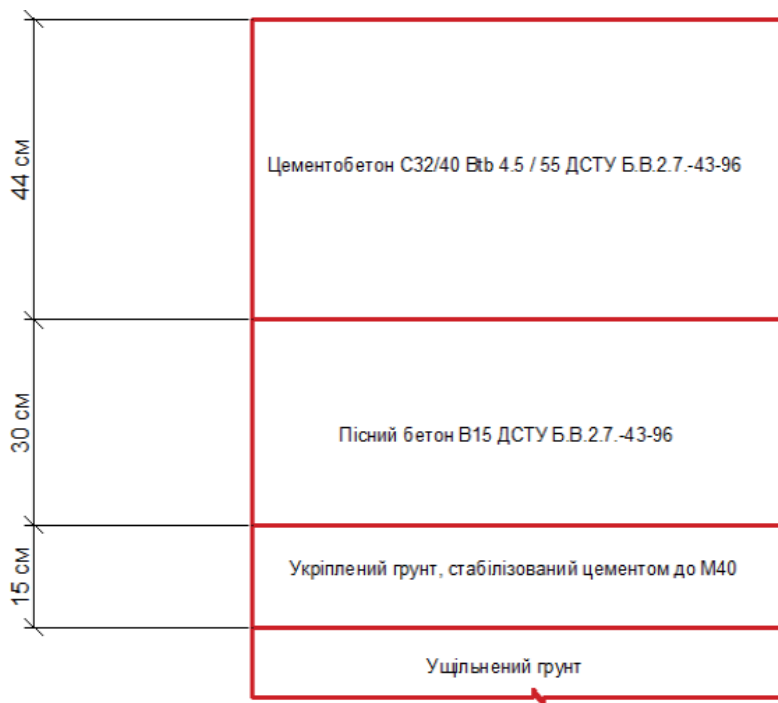 44 см
Цементобетон С32/40 Btb 4.5 / 55 ДСТУ Б.В.2.7.-43-96
30 см
Пісний бетон В15 ДСТУ Б.В.2.7.-43-96
15 см
Укріплений грунт, стабілізований цементом до М40
Ущільнений грунт